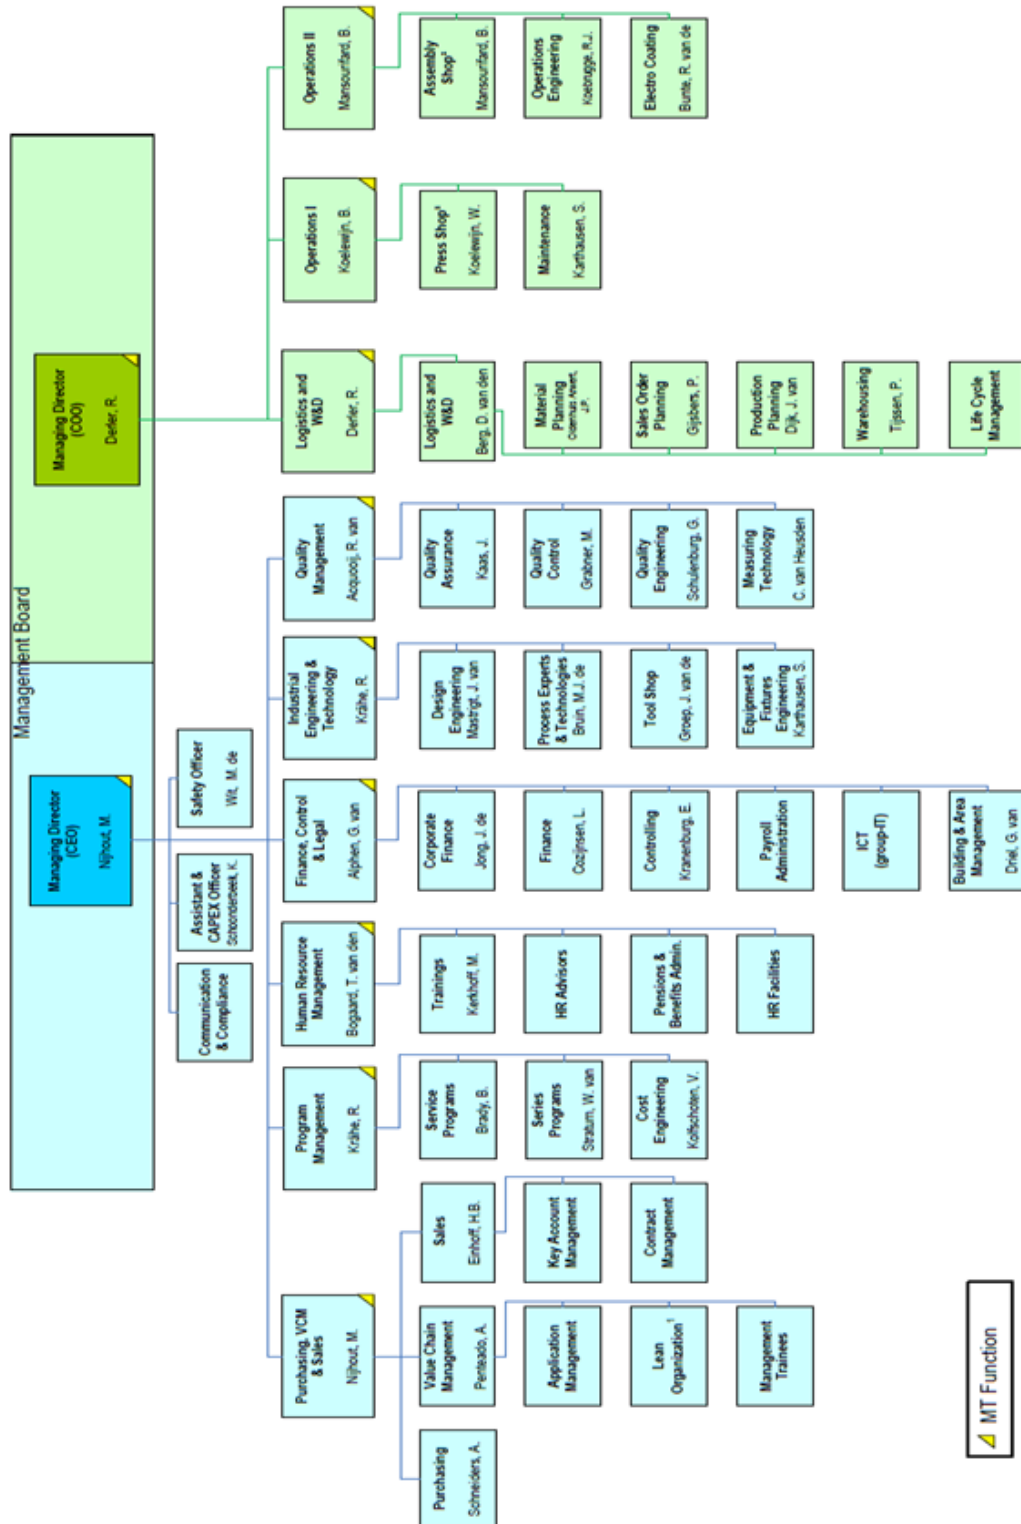 Management Board
Managing Director
(CEO)
Nijhout, M.
Managing Director
(COO)
Derler, R.
Communication
& Compliance
Assistant &
CAPEX Officer
Schoonderbeek, K.
Safety Officer
Wit, M. de
Purchasing, VCM
& Sales
Nijhout, M.
Program
Management
Krähe, R.
Human Resource
Management
Bogaard, T. van den
Finance, Control
& Legal
Alphen, G. van
Industrial
Engineering &
Technology
Krähe, R.
Quality
Management
Acquooij, R. van
Logistics and
W&D
Derler, R.
Operations I
Koelewijn, B.
Operations II
Mansourifard, B.
Purchasing
Schneiders, A.
Value Chain
Management
Penteado, A.
Application
Management
Lean
Organization¹
Management
Trainees
Sales
Einhoff, H.B.
Key Account
Management
Contract
Management
Service
Programs
Brady, B.
Series
Programs
Stratum, W. van
Cost
Engineering
Kolfschoten, V.
Trainings
Kerkhoff, M.
HR Advisors
Pensions &
Benefits Admin.
HR Facilities
Corporate
Finance
Jong, J. de
Finance
Cozijnsen, L.
Controlling
Kranenburg, E.
Payroll
Administration
ICT
(group-IT)
Building & Area
Management
Driel, G. van
Design
Engineering
Mastrigt, J. van
Process Experts
& Technologies
Bruin, M.J. de
Tool Shop
Groep, J. van de
Equipment &
Fixtures
Engineering
Karthausen, S.
Quality
Assurance
Kaas, J.
Quality
Control
Grabner, M.
Quality
Engineering
Schulenburg, G.
Measuring
Technology
C. van Heusden
Logistics and
W&D
Berg, D. van den
Material
Planning
J.P.
Sales Order
Planning
Gijsbers, P.
Production
Planning
Dijk, J. van
Warehousing
Tijssen, P.
Life Cycle
Management
Press Shop
Koelewijn, W.
Maintenance
Karthausen, S.
Assembly
Shop
Mansourifard, B.
Operations
Engineering
Koebrugge, R.J.
Electro Coating
Bunte, R. van de
MT Function